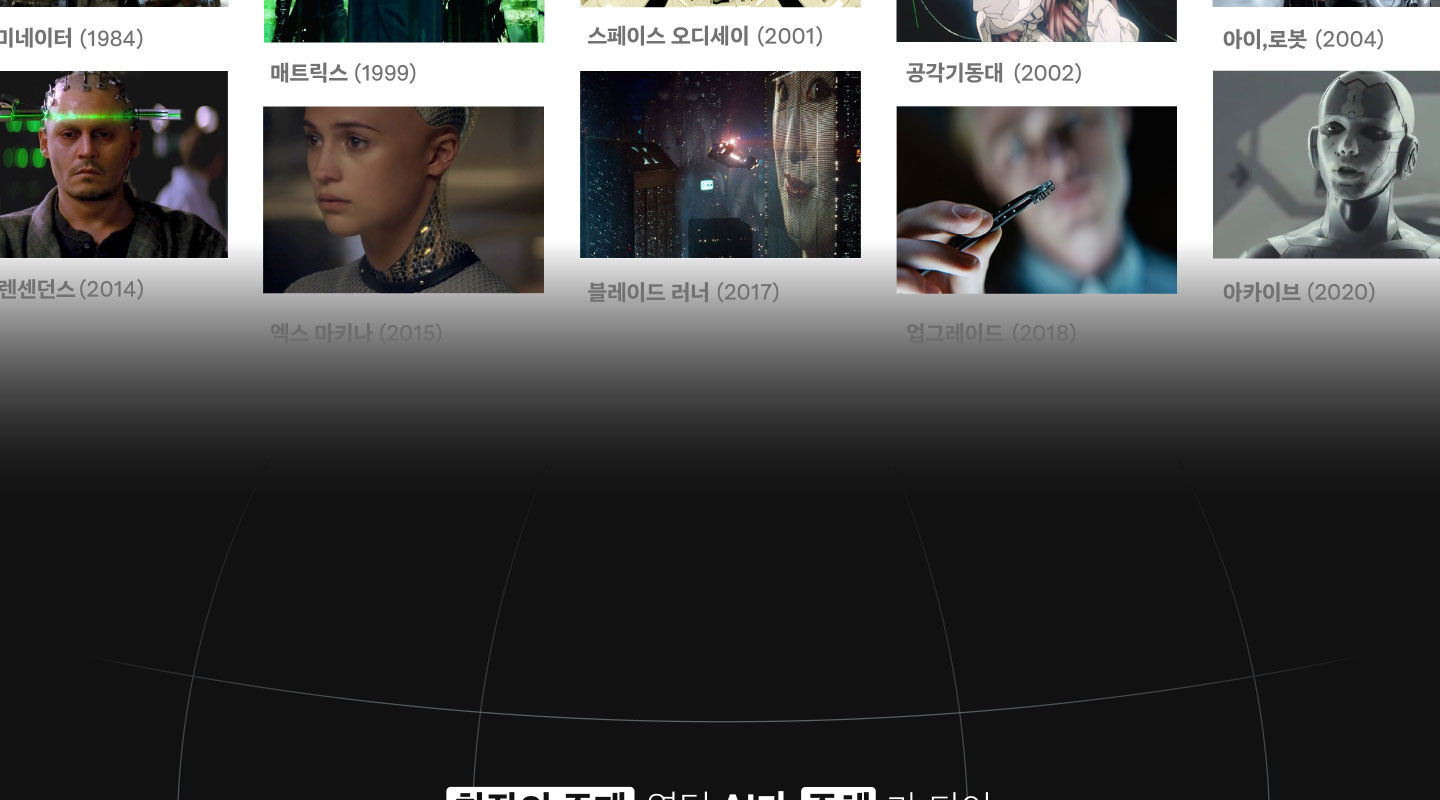 미네이터 (1984)
매트릭스 (1999)
스페이스 오디세이 (2001)
공각기동대 (2002)
아이,로봇 (2004)
렌센던스 (2014)
엑스 마키나 (2015)
블레이드 러너 (2017)
업그레이드 (2018)
아카이브 (2020)